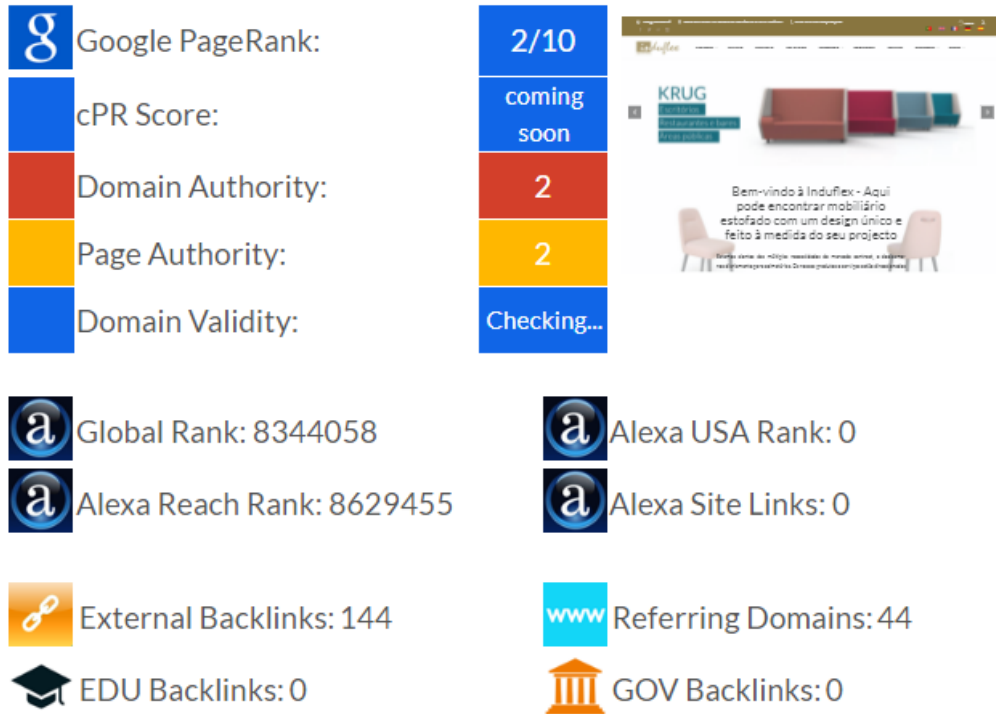 Google PageRank: 2/10
cPR Score: coming soon
Domain Authority: 2
Page Authority: 2
Domain Validity: Checking...
Induflex
KRUG
Escritórios
Restaurantes e bares
Áreas públicas
Bem-vindo à Induflex - Aqui
pode encontrar mobiliário
estofado com um design único e
feito à medida do seu projecto
Global Rank: 8344058
Alexa USA Rank: 0
Alexa Reach Rank: 8629455
Alexa Site Links: 0
External Backlinks: 144
www Referring Domains: 44
EDU Backlinks: 0
GOV Backlinks: 0